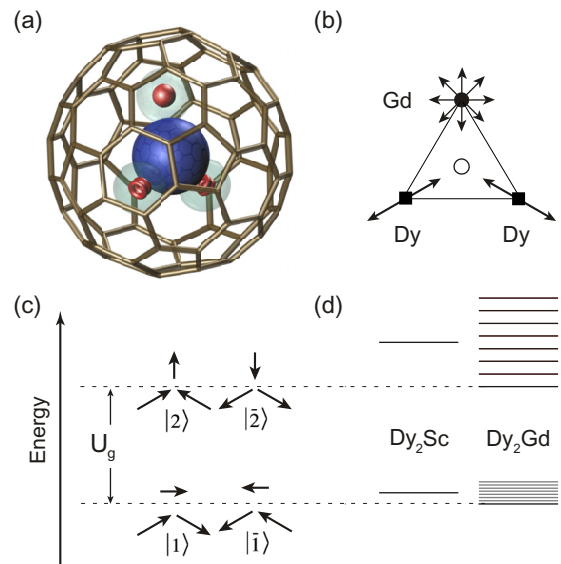 (a)
(b)
Gd
Dy Dy
(c)
(d)
Energy
U_g
|2⟩ |2̄⟩
Dy₂Sc Dy₂Gd
|1⟩ |1̄⟩